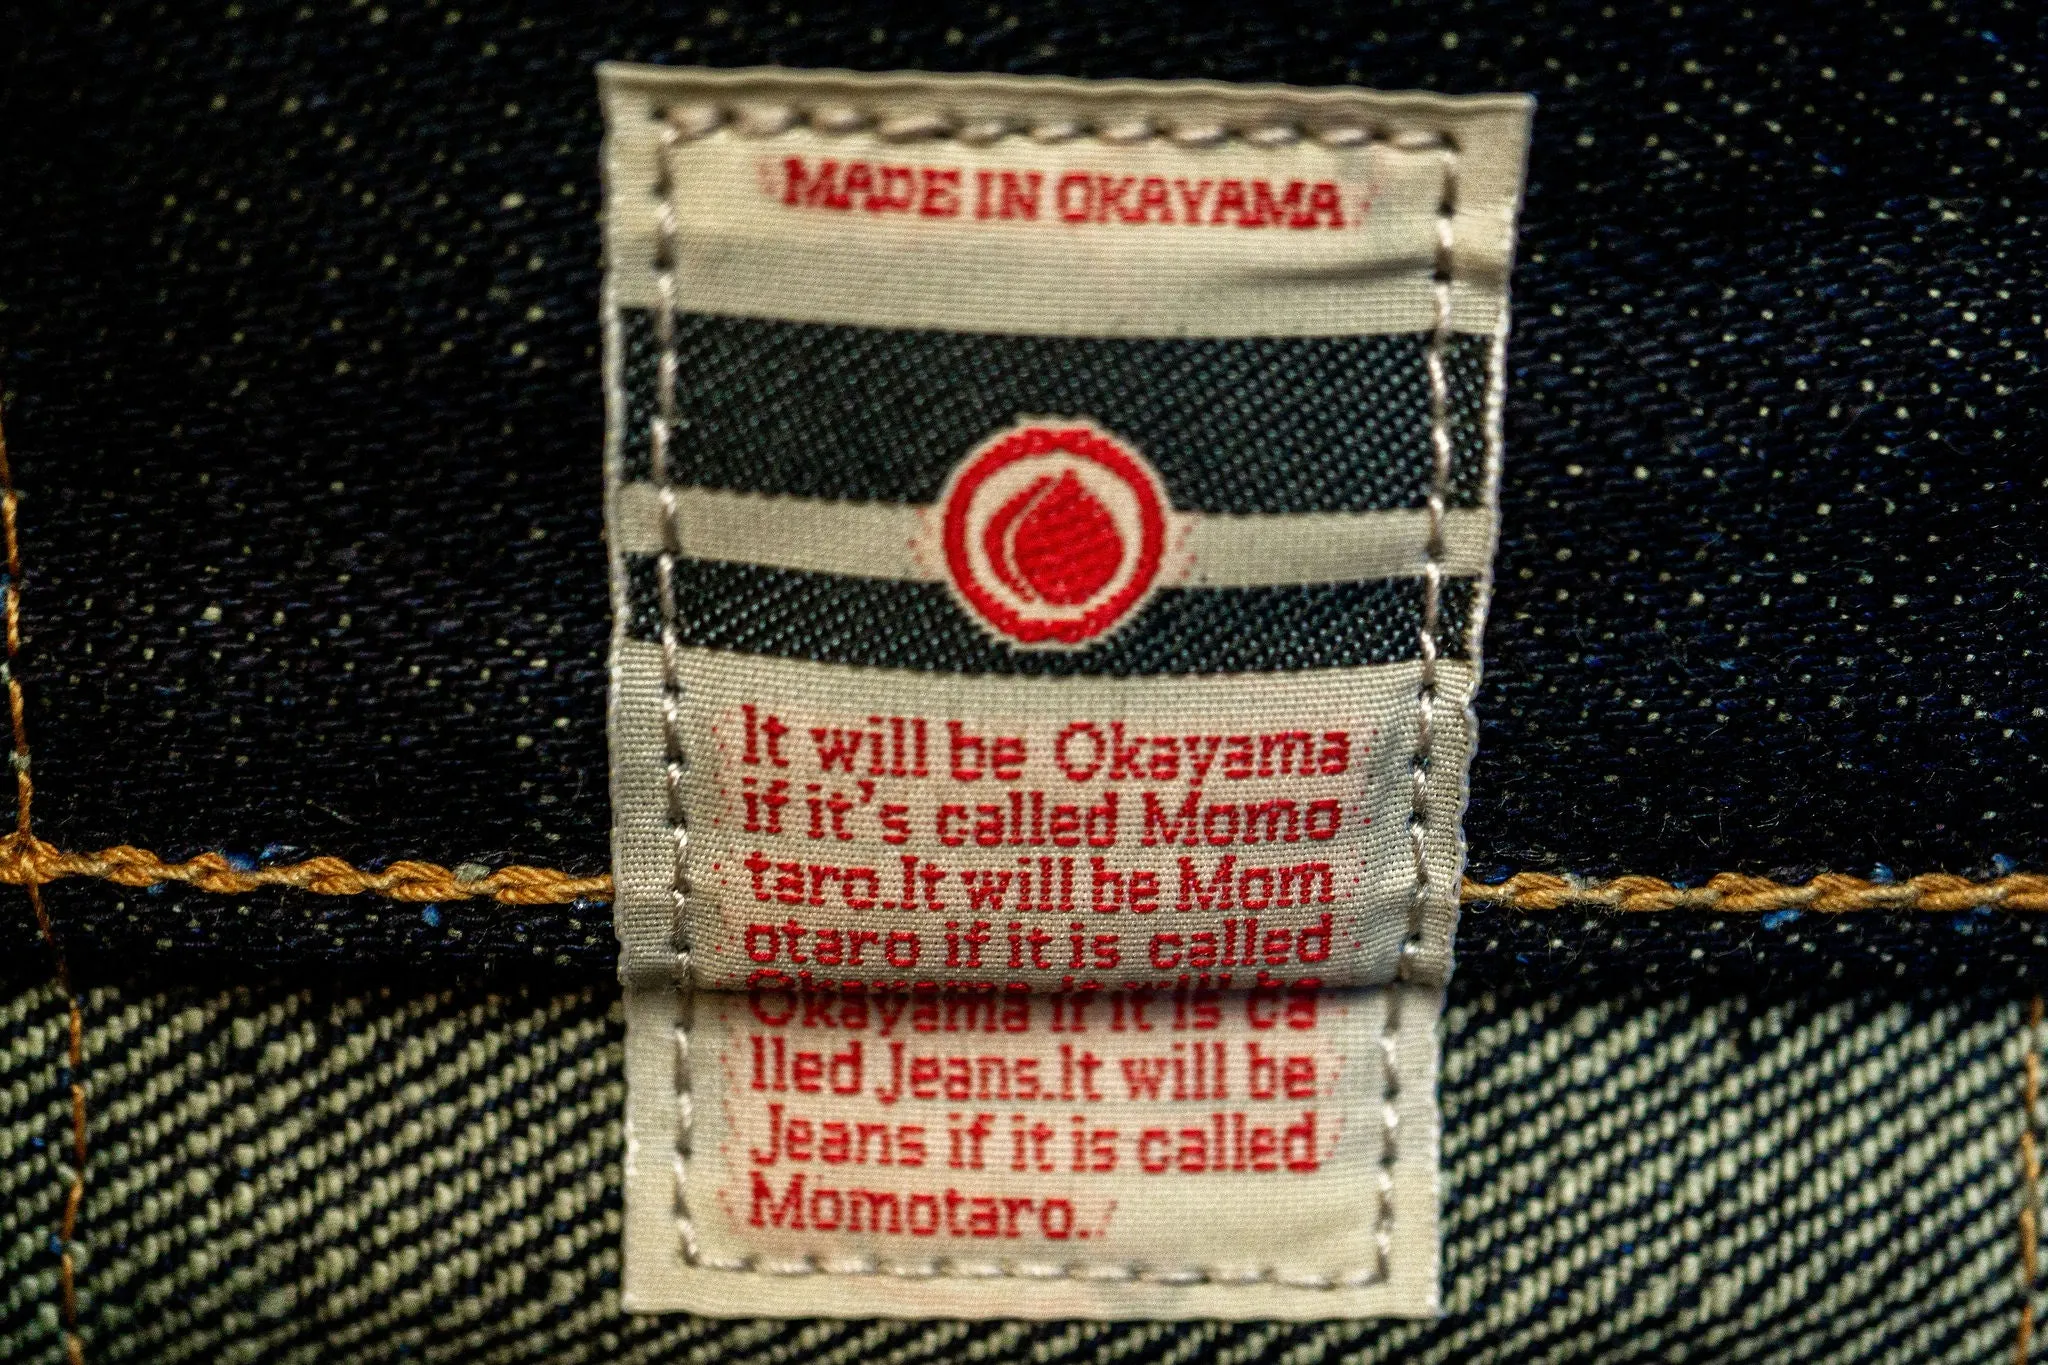 MADE IN OKAYAMA
It will be Okayama
if it's called Momo
taro.It will be Mom
otaro if it is called
Okayama if it is ca
lled Jeans.It will be
Jeans if it is called
Momotaro.